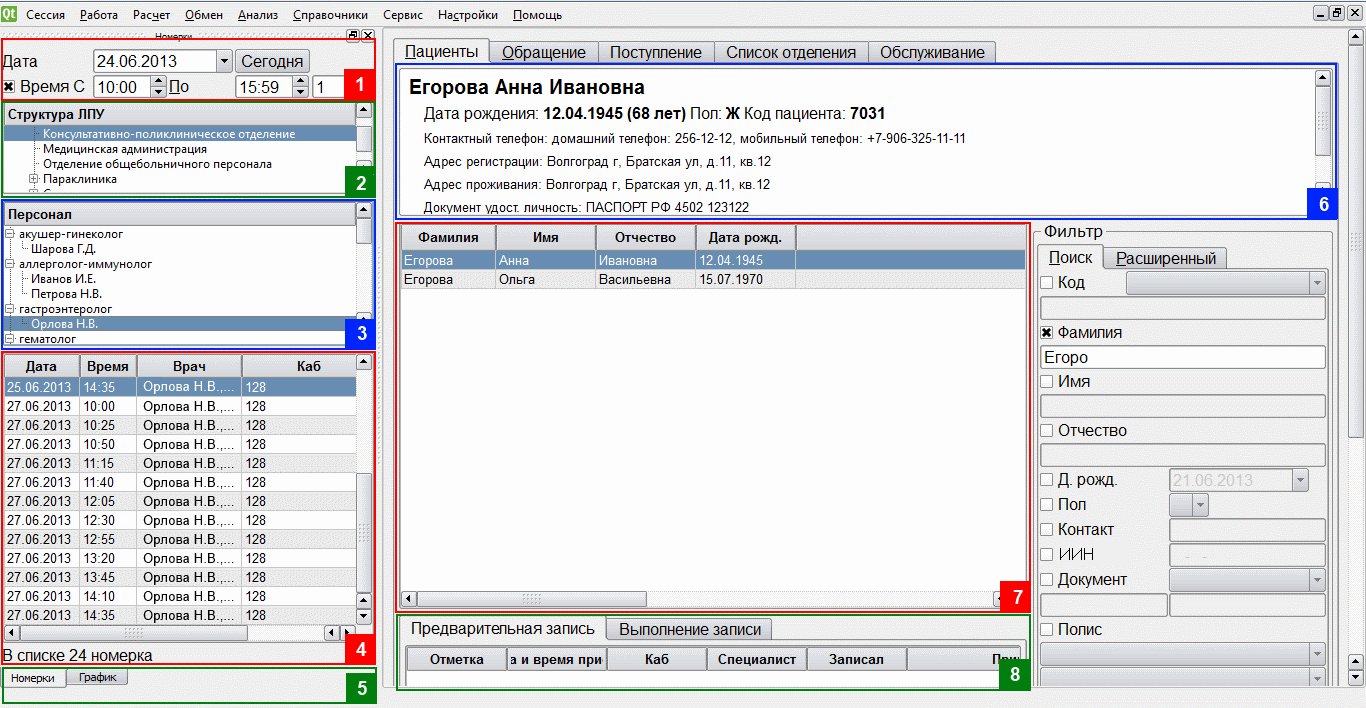 Qt Сессия Работа Расчет Обмен Анализ Справочники Сервис Настройки Помощь
Номерки
Дата 24.06.2013 Сегодня
Время С 10:00 По 15:59 1
1
Структура ЛПУ
Консультативно-поликлиническое отделение
Медицинская администрация
Отделение общебольничного персонала
Параклиника
2
Персонал
акушер-гинеколог
Шарова Г.Д.
аллерголог-иммунолог
Иванов И.Е.
Петрова Н.В.
гастроэнтеролог
Орлова Н.В.
гематолог
3
Дата Время Врач Каб
25.06.2013 14:35 Орлова Н.В.,... 128
27.06.2013 10:00 Орлова Н.В.,... 128
27.06.2013 10:25 Орлова Н.В.,... 128
27.06.2013 10:50 Орлова Н.В.,... 128
27.06.2013 11:15 Орлова Н.В.,... 128
27.06.2013 11:40 Орлова Н.В.,... 128
27.06.2013 12:05 Орлова Н.В.,... 128
27.06.2013 12:30 Орлова Н.В.,... 128
27.06.2013 12:55 Орлова Н.В.,... 128
27.06.2013 13:20 Орлова Н.В.,... 128
27.06.2013 13:45 Орлова Н.В.,... 128
27.06.2013 14:10 Орлова Н.В.,... 128
27.06.2013 14:35 Орлова Н.В.,... 128
4
В списке 24 номерка
Номерки График
5
Пациенты Обращение Поступление Список отделения Обслуживание
Егорова Анна Ивановна
Дата рождения: 12.04.1945 (68 лет) Пол: Ж Код пациента: 7031
Контактный телефон: домашний телефон: 256-12-12, мобильный телефон: +7-906-325-11-11
Адрес регистрации: Волгоград г, Братская ул, д.11, кв.12
Адрес проживания: Волгоград г, Братская ул, д.11, кв.12
Документ удост. личность: ПАСПОРТ РФ 4502 123122
6
Фамилия Имя Отчество Дата рожд.
Егорова Анна Ивановна 12.04.1945
Егорова Ольга Васильевна 15.07.1970
7
Предварительная запись Выполнение записи
Отметка а и время при Каб Специалист Записал При
8
Фильтр
Поиск Расширенный
Код
Фамилия
Егоро
Имя
Отчество
Д. рожд. 21.06.2013
Пол
Контакт
ИИН - -
Документ
Полис